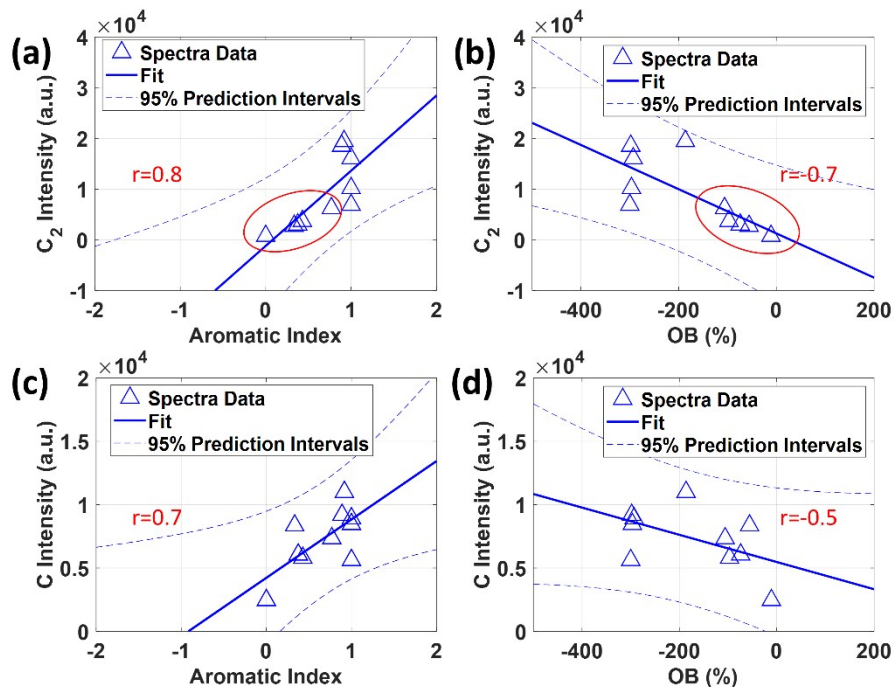 (a)
×10⁴
4
3
2
1
0
-1
C₂ Intensity (a.u.)
Spectra Data
Fit
95% Prediction Intervals
r=0.8
-2 -1 0 1 2
Aromatic Index
(b)
×10⁴
4
3
2
1
0
-1
C₂ Intensity (a.u.)
Spectra Data
Fit
95% Prediction Intervals
r=-0.7
-400 -200 0 200
OB (%)
(c)
×10⁴
2
1.5
1
0.5
0
C Intensity (a.u.)
Spectra Data
Fit
95% Prediction Intervals
r=0.7
-2 -1 0 1 2
Aromatic Index
(d)
×10⁴
2
1.5
1
0.5
0
C Intensity (a.u.)
Spectra Data
Fit
95% Prediction Intervals
r=-0.5
-400 -200 0 200
OB (%)